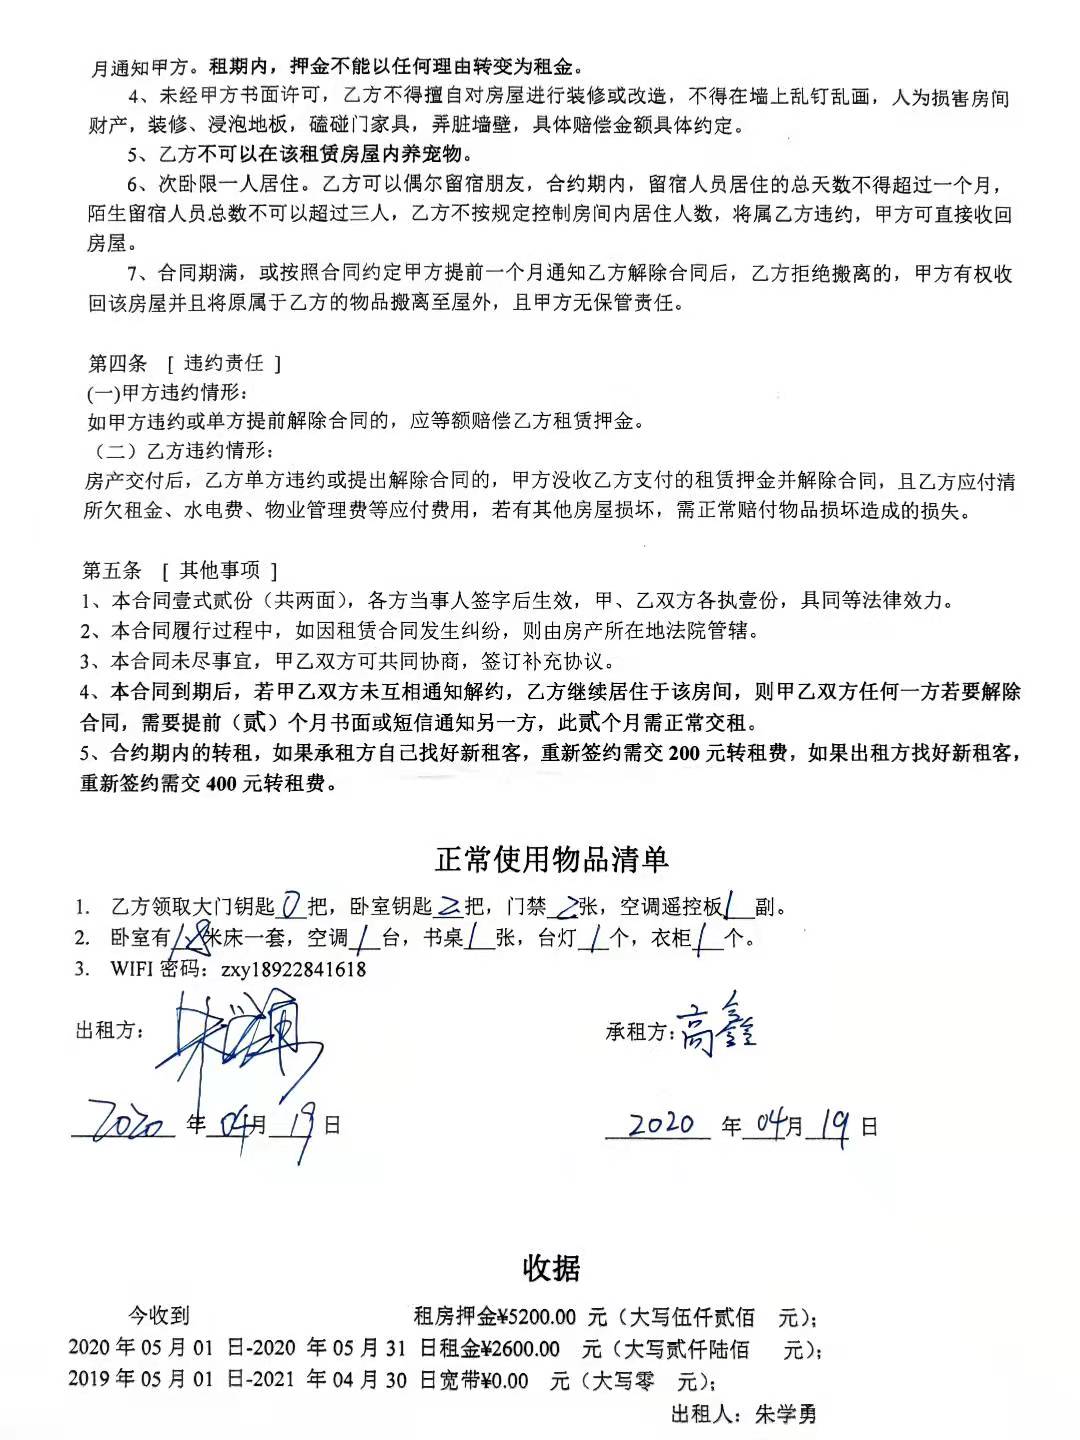 月通知甲方。租期内，押金不能以任何理由转变为租金。
4、未经甲方书面许可，乙方不得擅自对房屋进行装修或改造，不得在墙上乱钉乱画，人为损害房间
财产，装修、浸泡地板，磕碰门家具，弄脏墙壁，具体赔偿金额具体约定。
5、乙方不可以在该租赁房屋内养宠物。
6、次卧限一人居住。乙方可以偶尔留宿朋友，合约期内，留宿人员居住的总天数不得超过一个月，
陌生留宿人员总数不可以超过三人，乙方不按规定控制房间内居住人数，将属乙方违约，甲方可直接收回
房屋。
7、合同期满，或按照合同约定甲方提前一个月通知乙方解除合同后，乙方拒绝搬离的，甲方有权收
回该房屋并且将原属于乙方的物品搬离至屋外，且甲方无保管责任。
第四条 [ 违约责任 ]
(一)甲方违约情形：
如甲方违约或单方提前解除合同的，应等额赔偿乙方租赁押金。
（二）乙方违约情形：
房产交付后，乙方单方违约或提出解除合同的，甲方没收乙方支付的租赁押金并解除合同，且乙方应付清
所欠租金、水电费、物业管理费等应付费用，若有其他房屋损坏，需正常赔付物品损坏造成的损失。
第五条 [ 其他事项 ]
1、本合同壹式贰份（共两面），各方当事人签字后生效，甲、乙双方各执壹份，具同等法律效力。
2、本合同履行过程中，如因租赁合同发生纠纷，则由房产所在地法院管辖。
3、本合同未尽事宜，甲乙双方可共同协商，签订补充协议。
4、本合同到期后，若甲乙双方未互相通知解约，乙方继续居住于该房间，则甲乙双方任何一方若要解除
合同，需要提前（贰）个月书面或短信通知另一方，此贰个月需正常交租。
5、合约期内的转租，如果承租方自己找好新租客，重新签约需交 200 元转租费，如果出租方找好新租客，
重新签约需交 400 元转租费。
正常使用物品清单
1. 乙方领取大门钥匙 0 把，卧室钥匙 2 把，门禁 2 张，空调遥控板 1 副。
2. 卧室有 1.8 米床一套，空调 1 台，书桌 1 张，台灯 1 个，衣柜 1 个。
3. WIFI 密码：zxy18922841618
出租方：朱学勇 承租方：高鑫
2020 年 04 月 19 日 2020 年 04 月 19 日
收据
今收到 租房押金¥5200.00 元（大写伍仟贰佰 元）；
2020 年 05 月 01 日-2020 年 05 月 31 日租金¥2600.00 元（大写贰仟陆佰 元）；
2019 年 05 月 01 日-2021 年 04 月 30 日宽带¥0.00 元（大写零 元）；
出租人：朱学勇